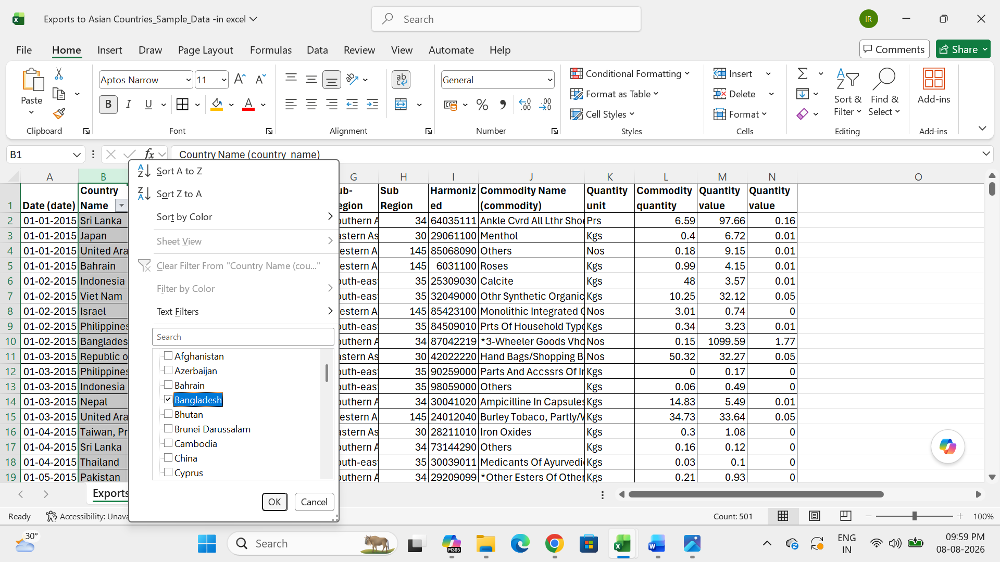 Exports to Asian Countries_Sample_Data -in excel
Search
IR
File Home Insert Draw Page Layout Formulas Data Review View Automate Help
Comments
Share
Paste
Clipboard
Aptos Narrow 11
B I U
Font
ab
Alignment
General
% 
Number
Conditional Formatting
Format as Table
Cell Styles
Styles
Insert
Delete
Format
Cells
Sort & Filter
Find & Select
Editing
Add-ins
Add-ins
B1
fx
Country Name (country_name)
Sort A to Z
Sort Z to A
Sort by Color
Sheet View
Clear Filter From "Country Name (cou..."
Filter by Color
Text Filters
Search
Afghanistan
Azerbaijan
Bahrain
Bangladesh
Bhutan
Brunei Darussalam
Cambodia
China
Cyprus
OK Cancel
A B G H I J K L M N O
1 Date (date) Country Name ub-egion Sub Region Harmoniz ed Commodity Name (commodity) Quantity unit Commodity quantity Quantity value Quantity value
2 01-01-2015 Sri Lanka outhern A 34 64035111 Ankle Cvrd All Lthr Shoe Prs 6.59 97.66 0.16
3 01-01-2015 Japan astern As 30 29061100 Menthol Kgs 0.4 6.72 0.01
4 01-01-2015 United Ara estern A 145 85068090 Others Nos 0.18 9.15 0.01
5 01-01-2015 Bahrain estern A 145 6031100 Roses Kgs 0.99 4.15 0.01
6 01-02-2015 Indonesia outh-east 35 25309030 Calcite Kgs 48 3.57 0.01
7 01-02-2015 Viet Nam outh-east 35 32049000 Othr Synthetic Organic Kgs 10.25 32.12 0.05
8 01-02-2015 Israel estern A 145 85423100 Monolithic Integrated C Nos 3.01 0.74 0
9 01-02-2015 Philippines outh-east 35 84509010 Prts Of Household Type Kgs 0.34 3.23 0.01
10 01-02-2015 Banglades outhern A 34 87042219 *3-Wheeler Goods Vhc Nos 0.15 1099.59 1.77
11 01-03-2015 Republic o astern As 30 42022220 Hand Bags/Shopping B Nos 50.32 32.27 0.05
12 01-03-2015 Philippines outh-east 35 90259000 Parts And Accssrs Of In Kgs 0 0.17 0
13 01-03-2015 Indonesia outh-east 35 98059000 Others Kgs 0.06 0.49 0
14 01-03-2015 Nepal outhern A 34 30041020 Ampicilline In Capsules Kgs 14.83 5.49 0.01
15 01-03-2015 United Ara estern A 145 24012040 Burley Tobacco, Partly/V Kgs 34.73 33.64 0.05
16 01-04-2015 Taiwan, Pr astern As 30 28211010 Iron Oxides Kgs 0.3 1.08 0
17 01-04-2015 Sri Lanka outhern A 34 73144290 Others Kgs 0.16 0.12 0
18 01-04-2015 Thailand outh-east 35 30039011 Medicants Of Ayurvedi Kgs 0.03 0.1 0
19 01-05-2015 Pakistan outhern A 34 29209099 *Other Esters Of Other Kgs 0.21 0.93 0
Exports
Ready Accessibility: Unava Count: 501 100%
30°
Search
M365
ENG
IN
09:59 PM
08-08-2026